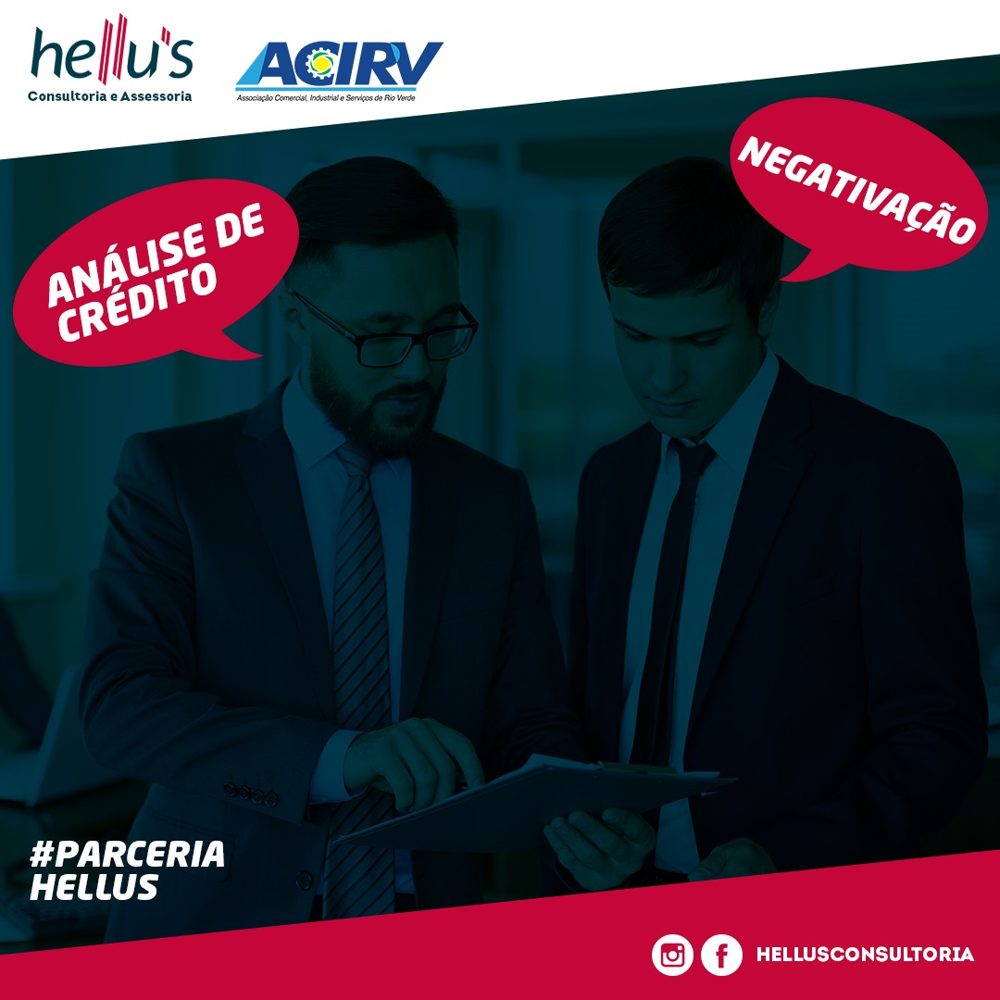 hellu's
Consultoria e Assessoria
ACIRV
Associação Comercial, Industrial e Serviços de Rio Verde
NEGATIVAÇÃO
ANÁLISE DE
CRÉDITO
#PARCERIA
HELLUS
HELLUSCONSULTORIA